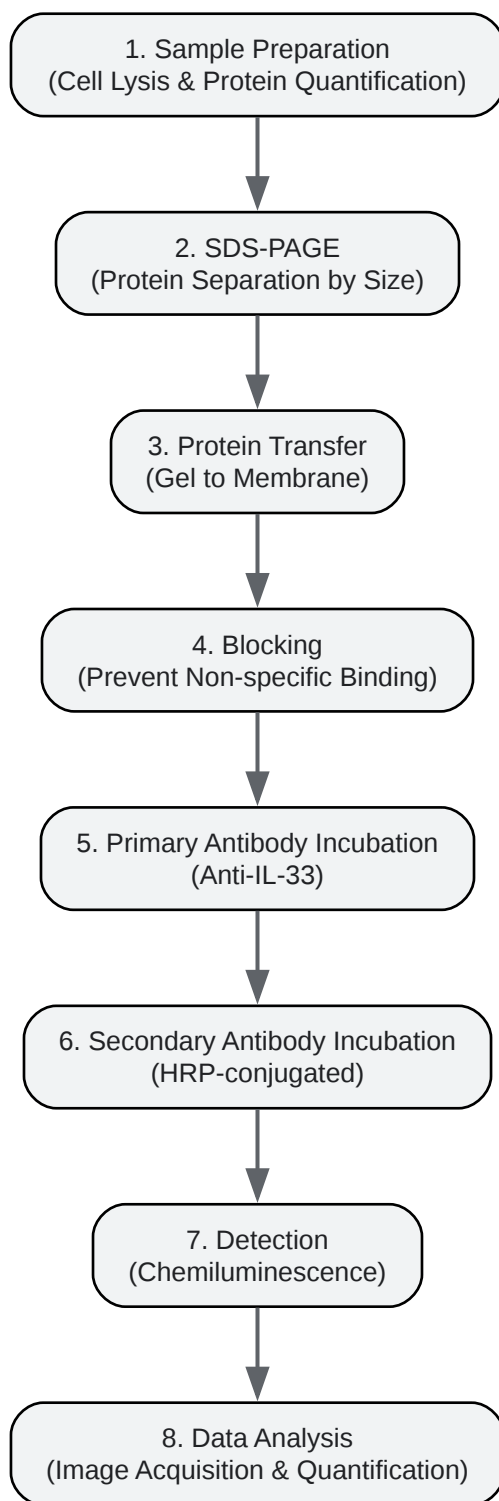 1. Sample Preparation
(Cell Lysis & Protein Quantification)
2. SDS-PAGE
(Protein Separation by Size)
3. Protein Transfer
(Gel to Membrane)
4. Blocking
(Prevent Non-specific Binding)
5. Primary Antibody Incubation
(Anti-IL-33)
6. Secondary Antibody Incubation
(HRP-conjugated)
7. Detection
(Chemiluminescence)
8. Data Analysis
(Image Acquisition & Quantification)